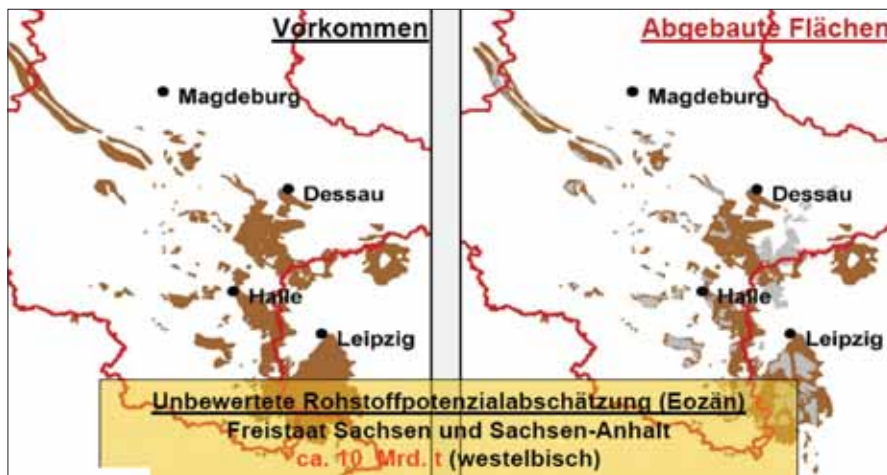 Vorkommen
Magdeburg
Dessau
Halle
Leipzig
Abgebaute Flächen
Magdeburg
Dessau
Halle
Leipzig
Unbewertete Rohstoffpotenzialabschätzung (Eozän)
Freistaat Sachsen und Sachsen-Anhalt
ca. 10 Mrd. t (westelbisch)